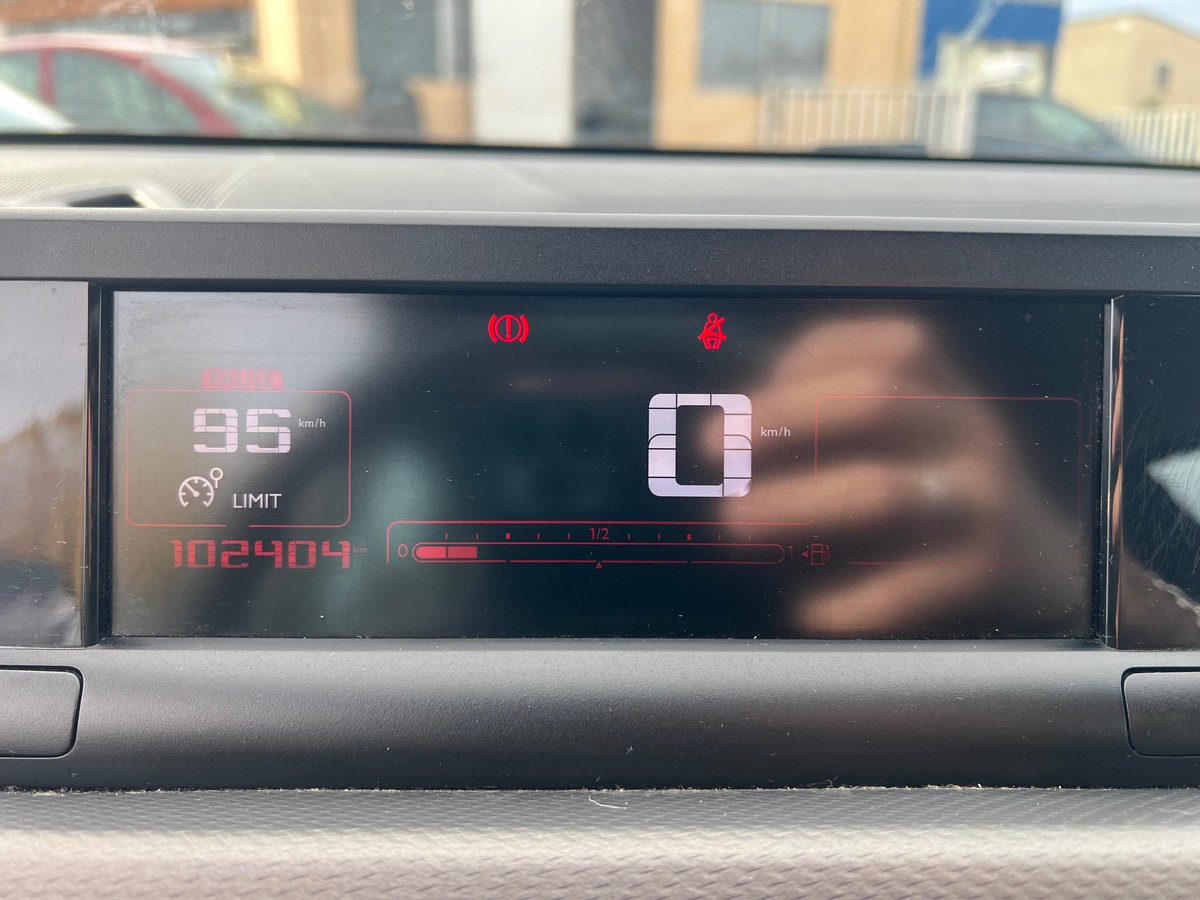 PAUSE
95 km/h
LIMIT
0 km/h
102404 km
0 1/2 1